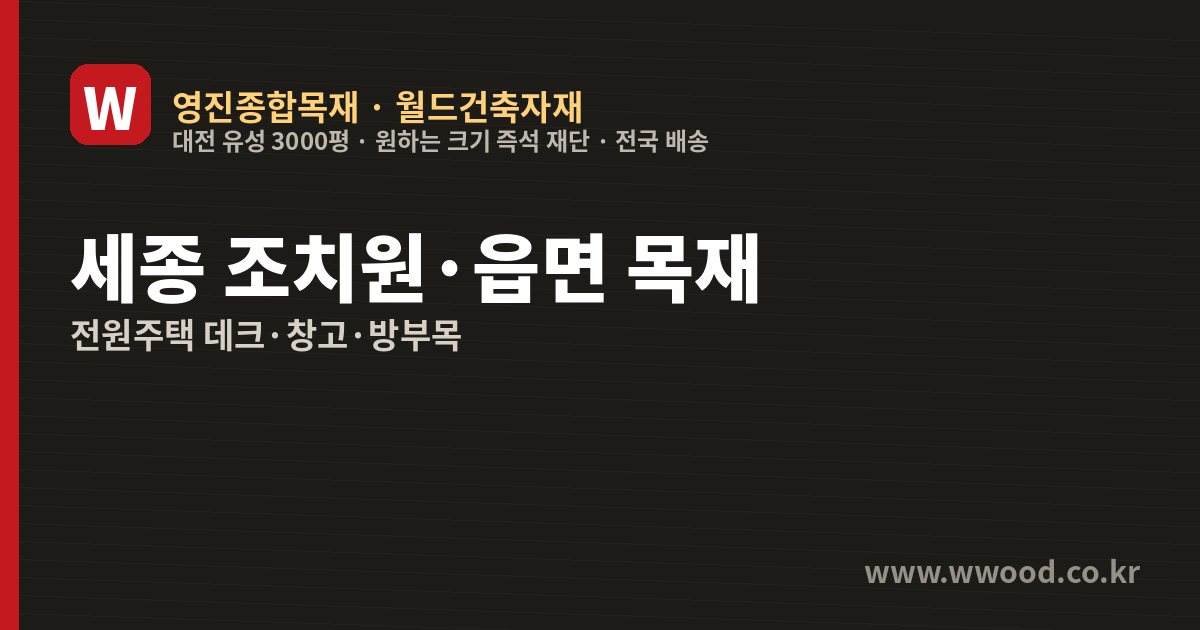 W
영진종합목재 · 월드건축자재
대전 유성 3000평 · 원하는 크기 즉석 재단 · 전국 배송
세종 조치원·읍면 목재
전원주택 데크·창고·방부목
www.wwood.co.kr